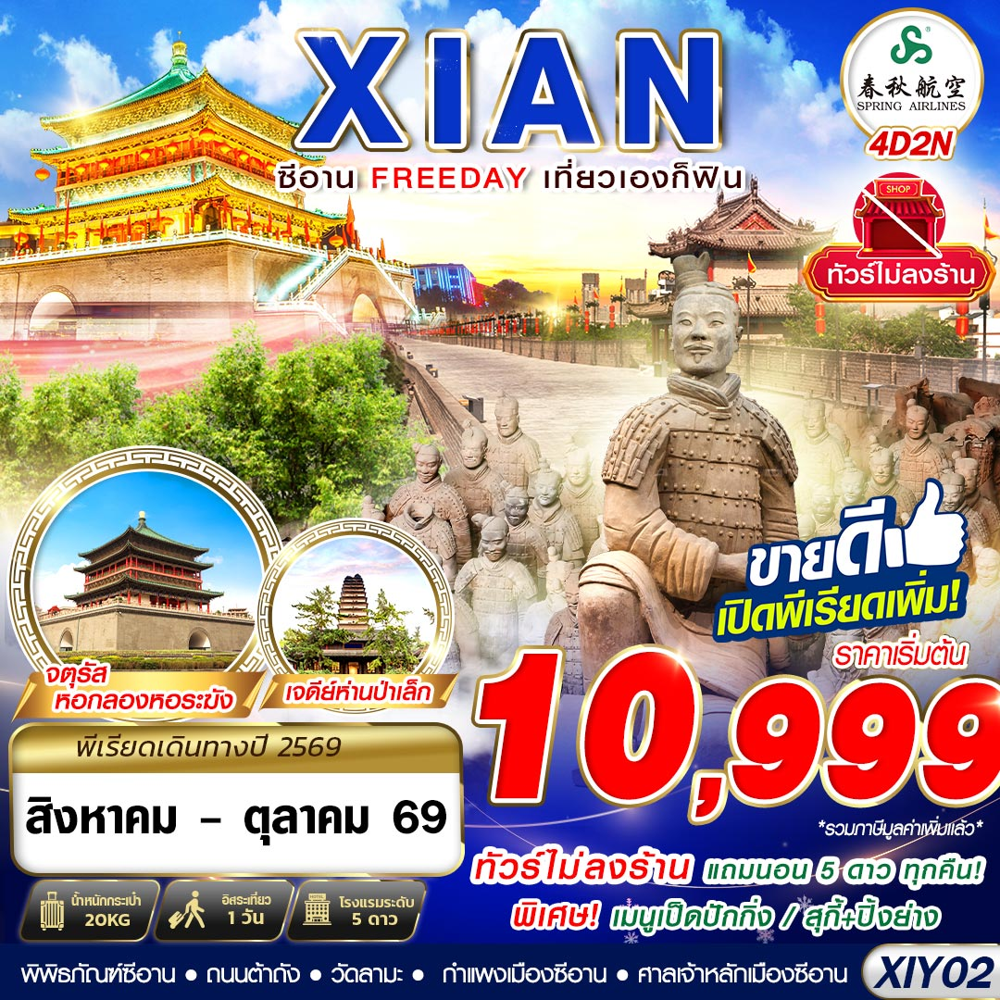 XIAN
ซีอาน FREEDAY เที่ยวเองก็ฟิน
春秋航空
SPRING AIRLINES
4D2N
SHOP
ทัวร์ไม่ลงร้าน
ขายดี
เปิดพีเรียดเพิ่ม!
จตุรัส
หอกลองหอระฆัง
เจดีย์ห่านป่าเล็ก
ราคาเริ่มต้น
10,999
*รวมภาษีมูลค่าเพิ่มแล้ว*
พีเรียดเดินทางปี 2569
สิงหาคม - ตุลาคม 69
ทัวร์ไม่ลงร้าน แถมนอน 5 ดาว ทุกคืน!
พิเศษ! เมนูเป็ดปักกิ่ง / สุกี้+ปิ้งย่าง
น้ำหนักกระเป๋า
20KG
อิสระเที่ยว
1 วัน
HOTEL
โรงแรมระดับ
5 ดาว
พิพิธภัณฑ์ซีอาน • ถนนต้าถัง • วัดลามะ • กำแพงเมืองซีอาน • ศาลเจ้าหลักเมืองซีอาน
XIY02